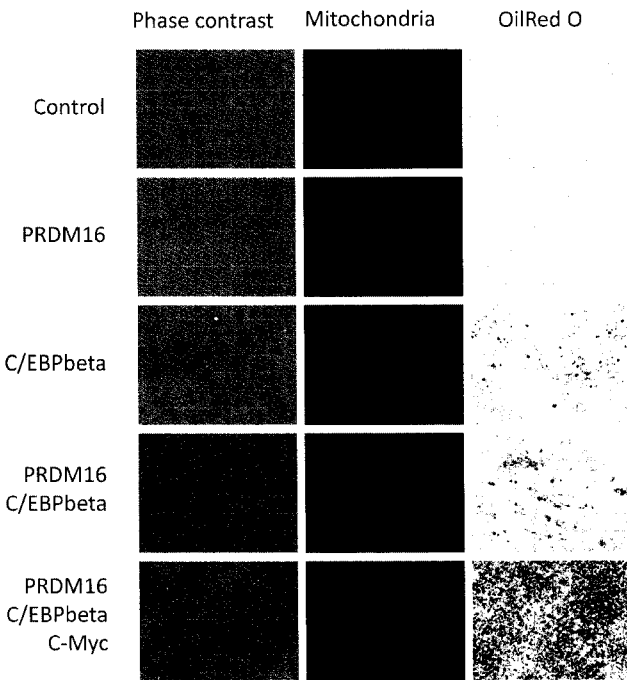 Phase contrast Mitochondria OilRed O
Control
PRDM16
C/EBPbeta
PRDM16
C/EBPbeta
PRDM16
C/EBPbeta
C-Myc